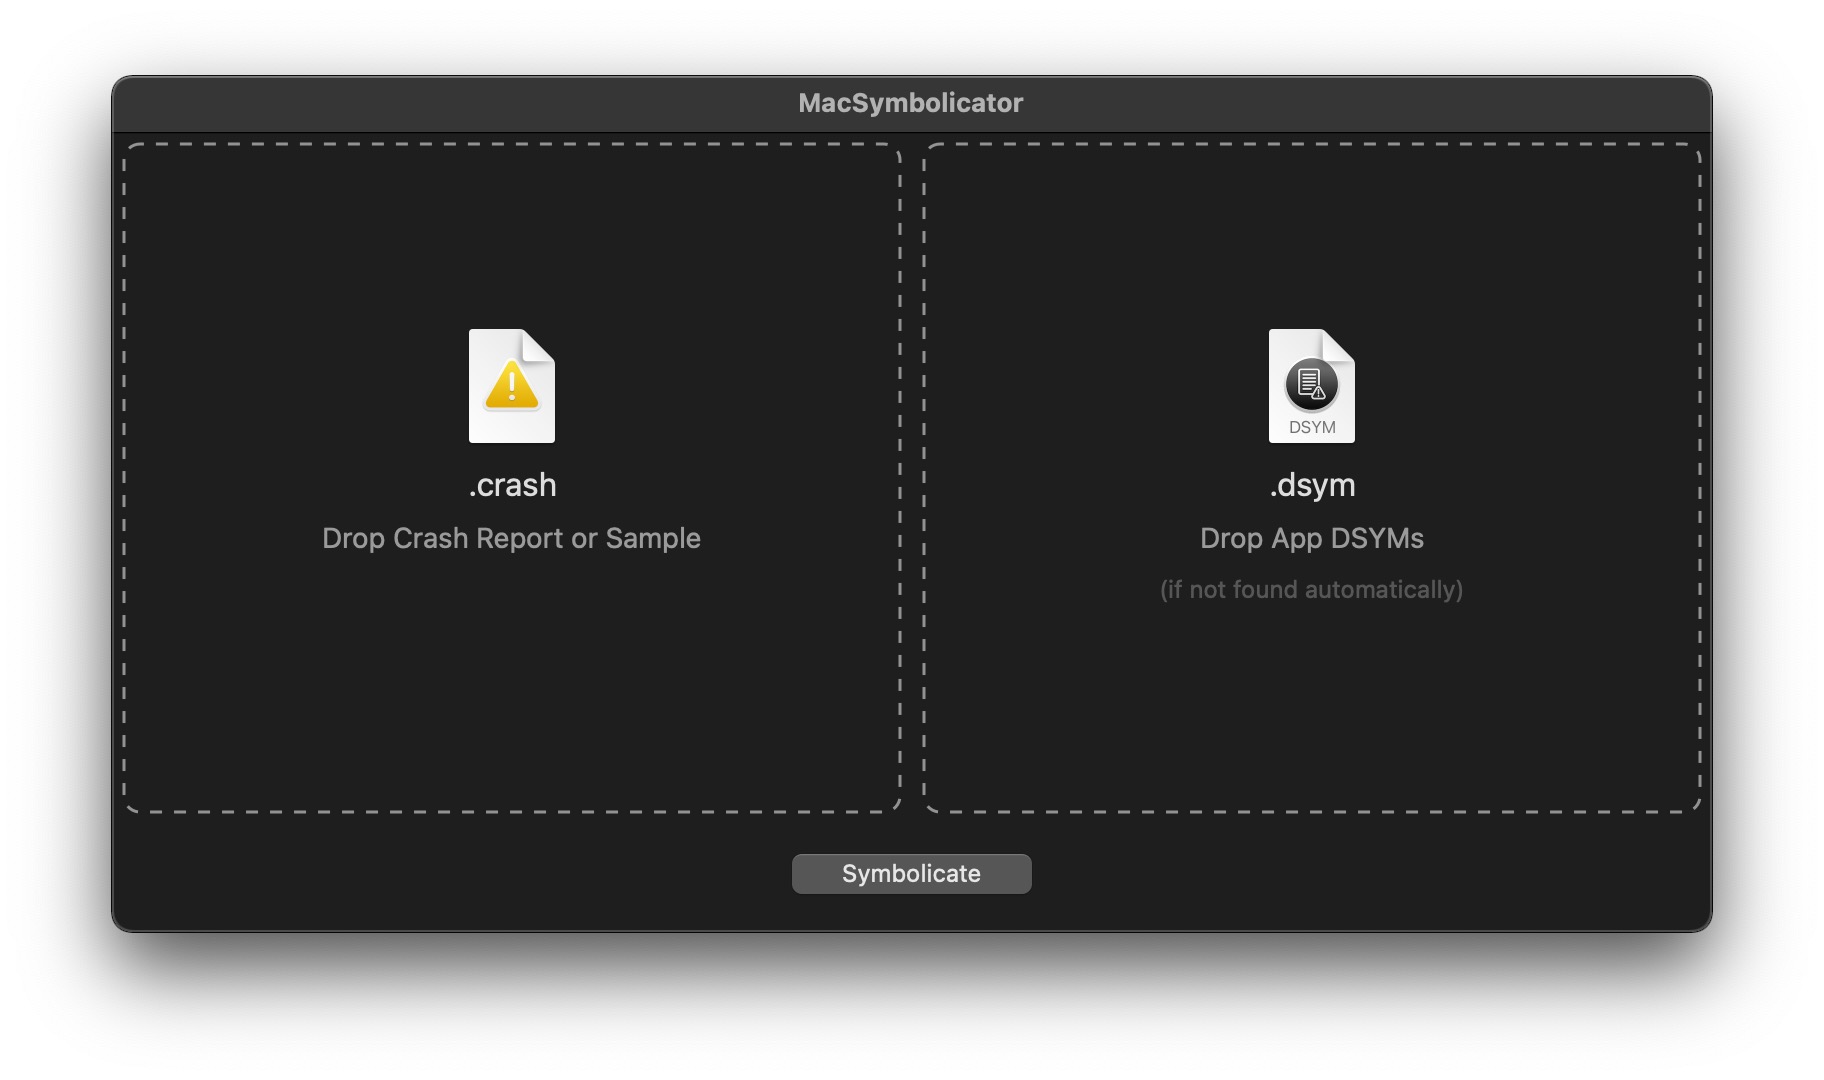 MacSymbolicator
.crash
Drop Crash Report or Sample
DSYM
.dsym
Drop App DSYMs
(if not found automatically)
Symbolicate